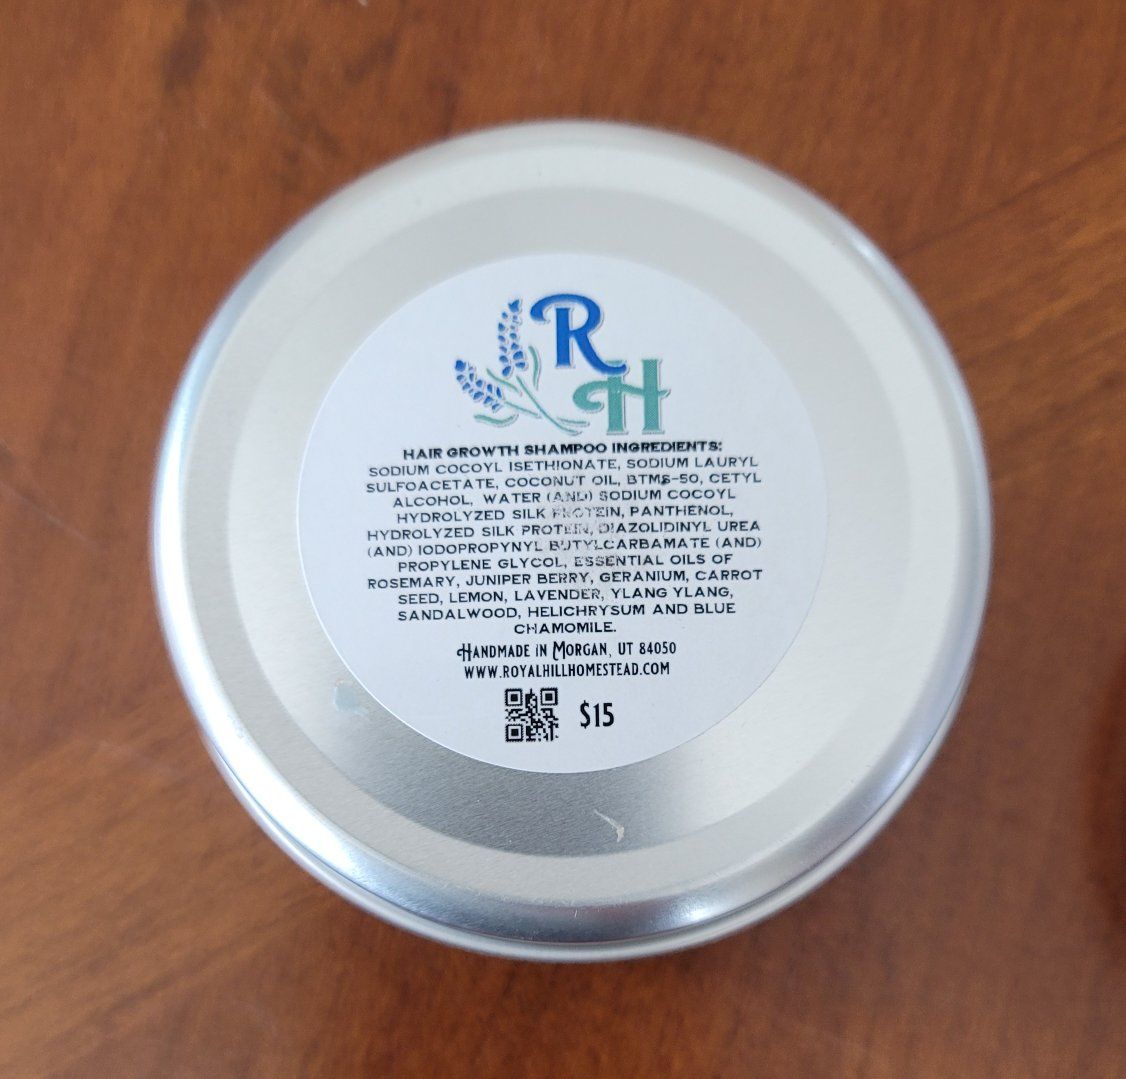 R
H
HAIR GROWTH SHAMPOO INGREDIENTS:
SODIUM COCOYL ISETHIONATE, SODIUM LAURYL
SULFOACETATE, COCONUT OIL, BTMS-50, CETYL
ALCOHOL, WATER (AND) SODIUM COCOYL
HYDROLYZED SILK PROTEIN, PANTHENOL,
HYDROLYZED SILK PROTEIN, DIAZOLIDINYL UREA
(AND) IODOPROPYNYL BUTYLCARBAMATE (AND)
PROPYLENE GLYCOL, ESSENTIAL OILS OF
ROSEMARY, JUNIPER BERRY, GERANIUM, CARROT
SEED, LEMON, LAVENDER, YLANG YLANG,
SANDALWOOD, HELICHRYSUM AND BLUE
CHAMOMILE.
HANDMADE IN MORGAN, UT 84050
WWW.ROYALHILLHOMESTEAD.COM
$15